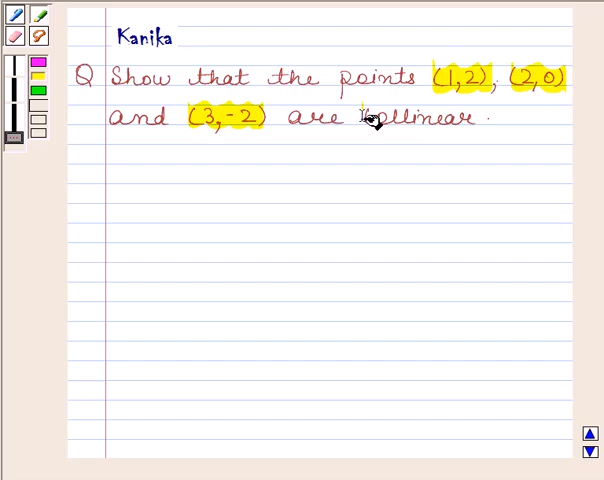 Kanika
Q Show that the points (1,2), (2,0)
and (3,-2) are collinear.